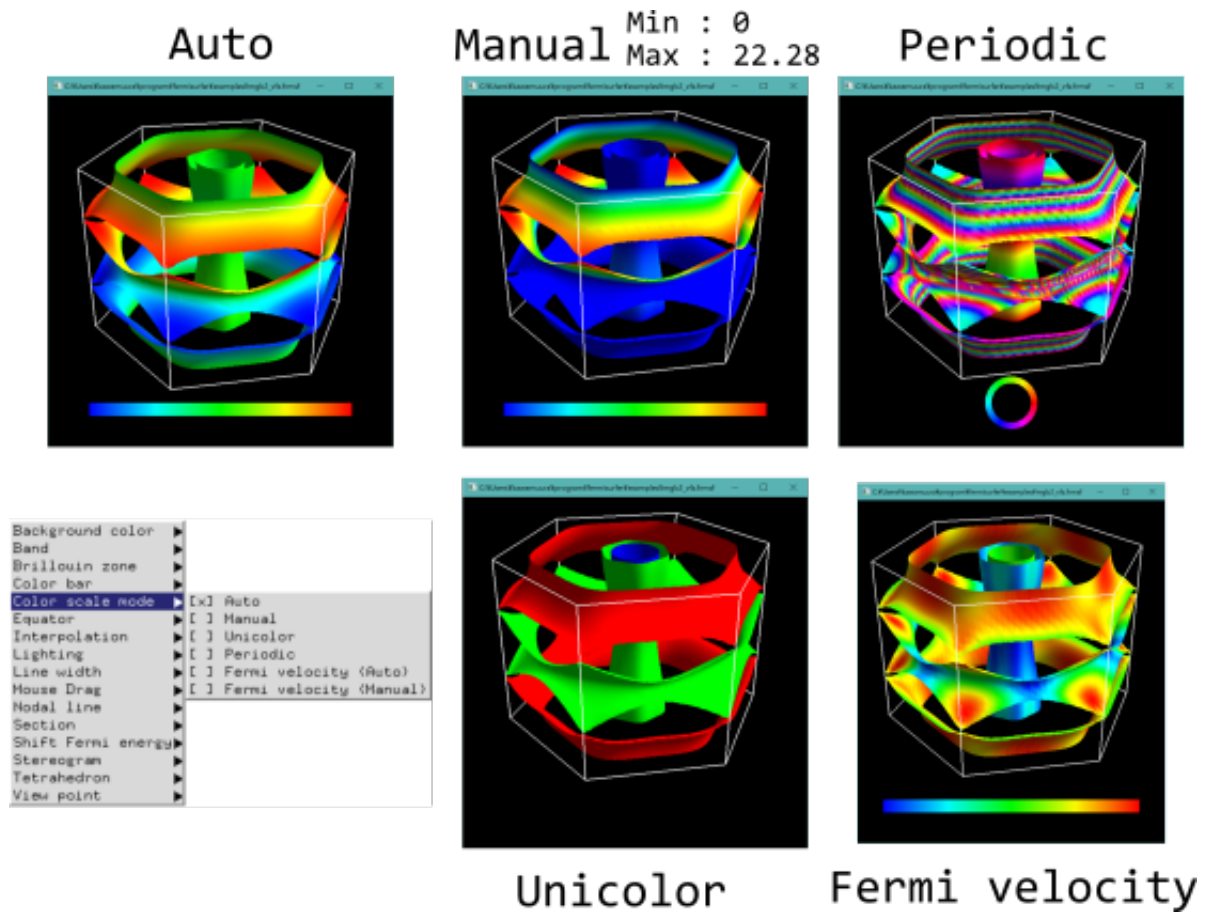 Auto
Manual
Min : 0
Max : 22.28
Periodic
Background color
Band
Brillouin zone
Color bar
Color scale mode
Equator
Interpolation
Lighting
Line width
Mouse Drag
Nodal line
Section
Shift Fermi energy
Stereogram
Tetrahedron
View point
[x] Auto
[ ] Manual
[ ] Unicolor
[ ] Periodic
[ ] Fermi velocity (Auto)
[ ] Fermi velocity (Manual)
Unicolor
Fermi velocity